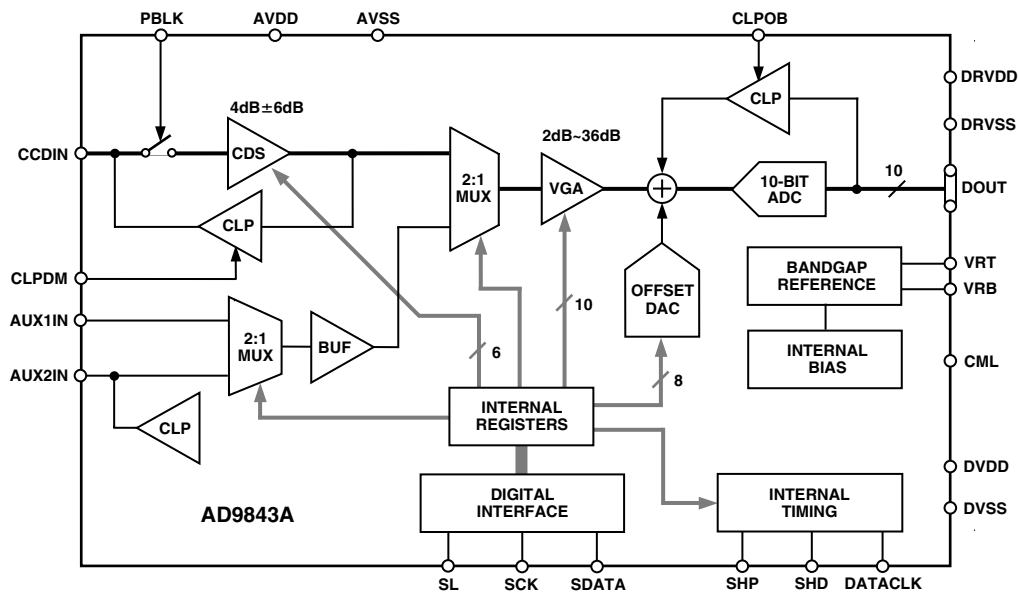 PBLK
AVDD
AVSS
CLPOB
DRVDD
4dB±6dB
CLP
DRVSS
2dB~36dB
CCDIN
CDS
2:1
MUX
VGA
+
10-BIT
ADC
10
DOUT
CLP
CLPDM
BANDGAP
REFERENCE
VRT
VRB
OFFSET
DAC
10
AUX1IN
2:1
MUX
BUF
6
INTERNAL
BIAS
CML
AUX2IN
8
CLP
INTERNAL
REGISTERS
DVDD
DIGITAL
INTERFACE
INTERNAL
TIMING
DVSS
AD9843A
SL
SCK
SDATA
SHP
SHD
DATACLK